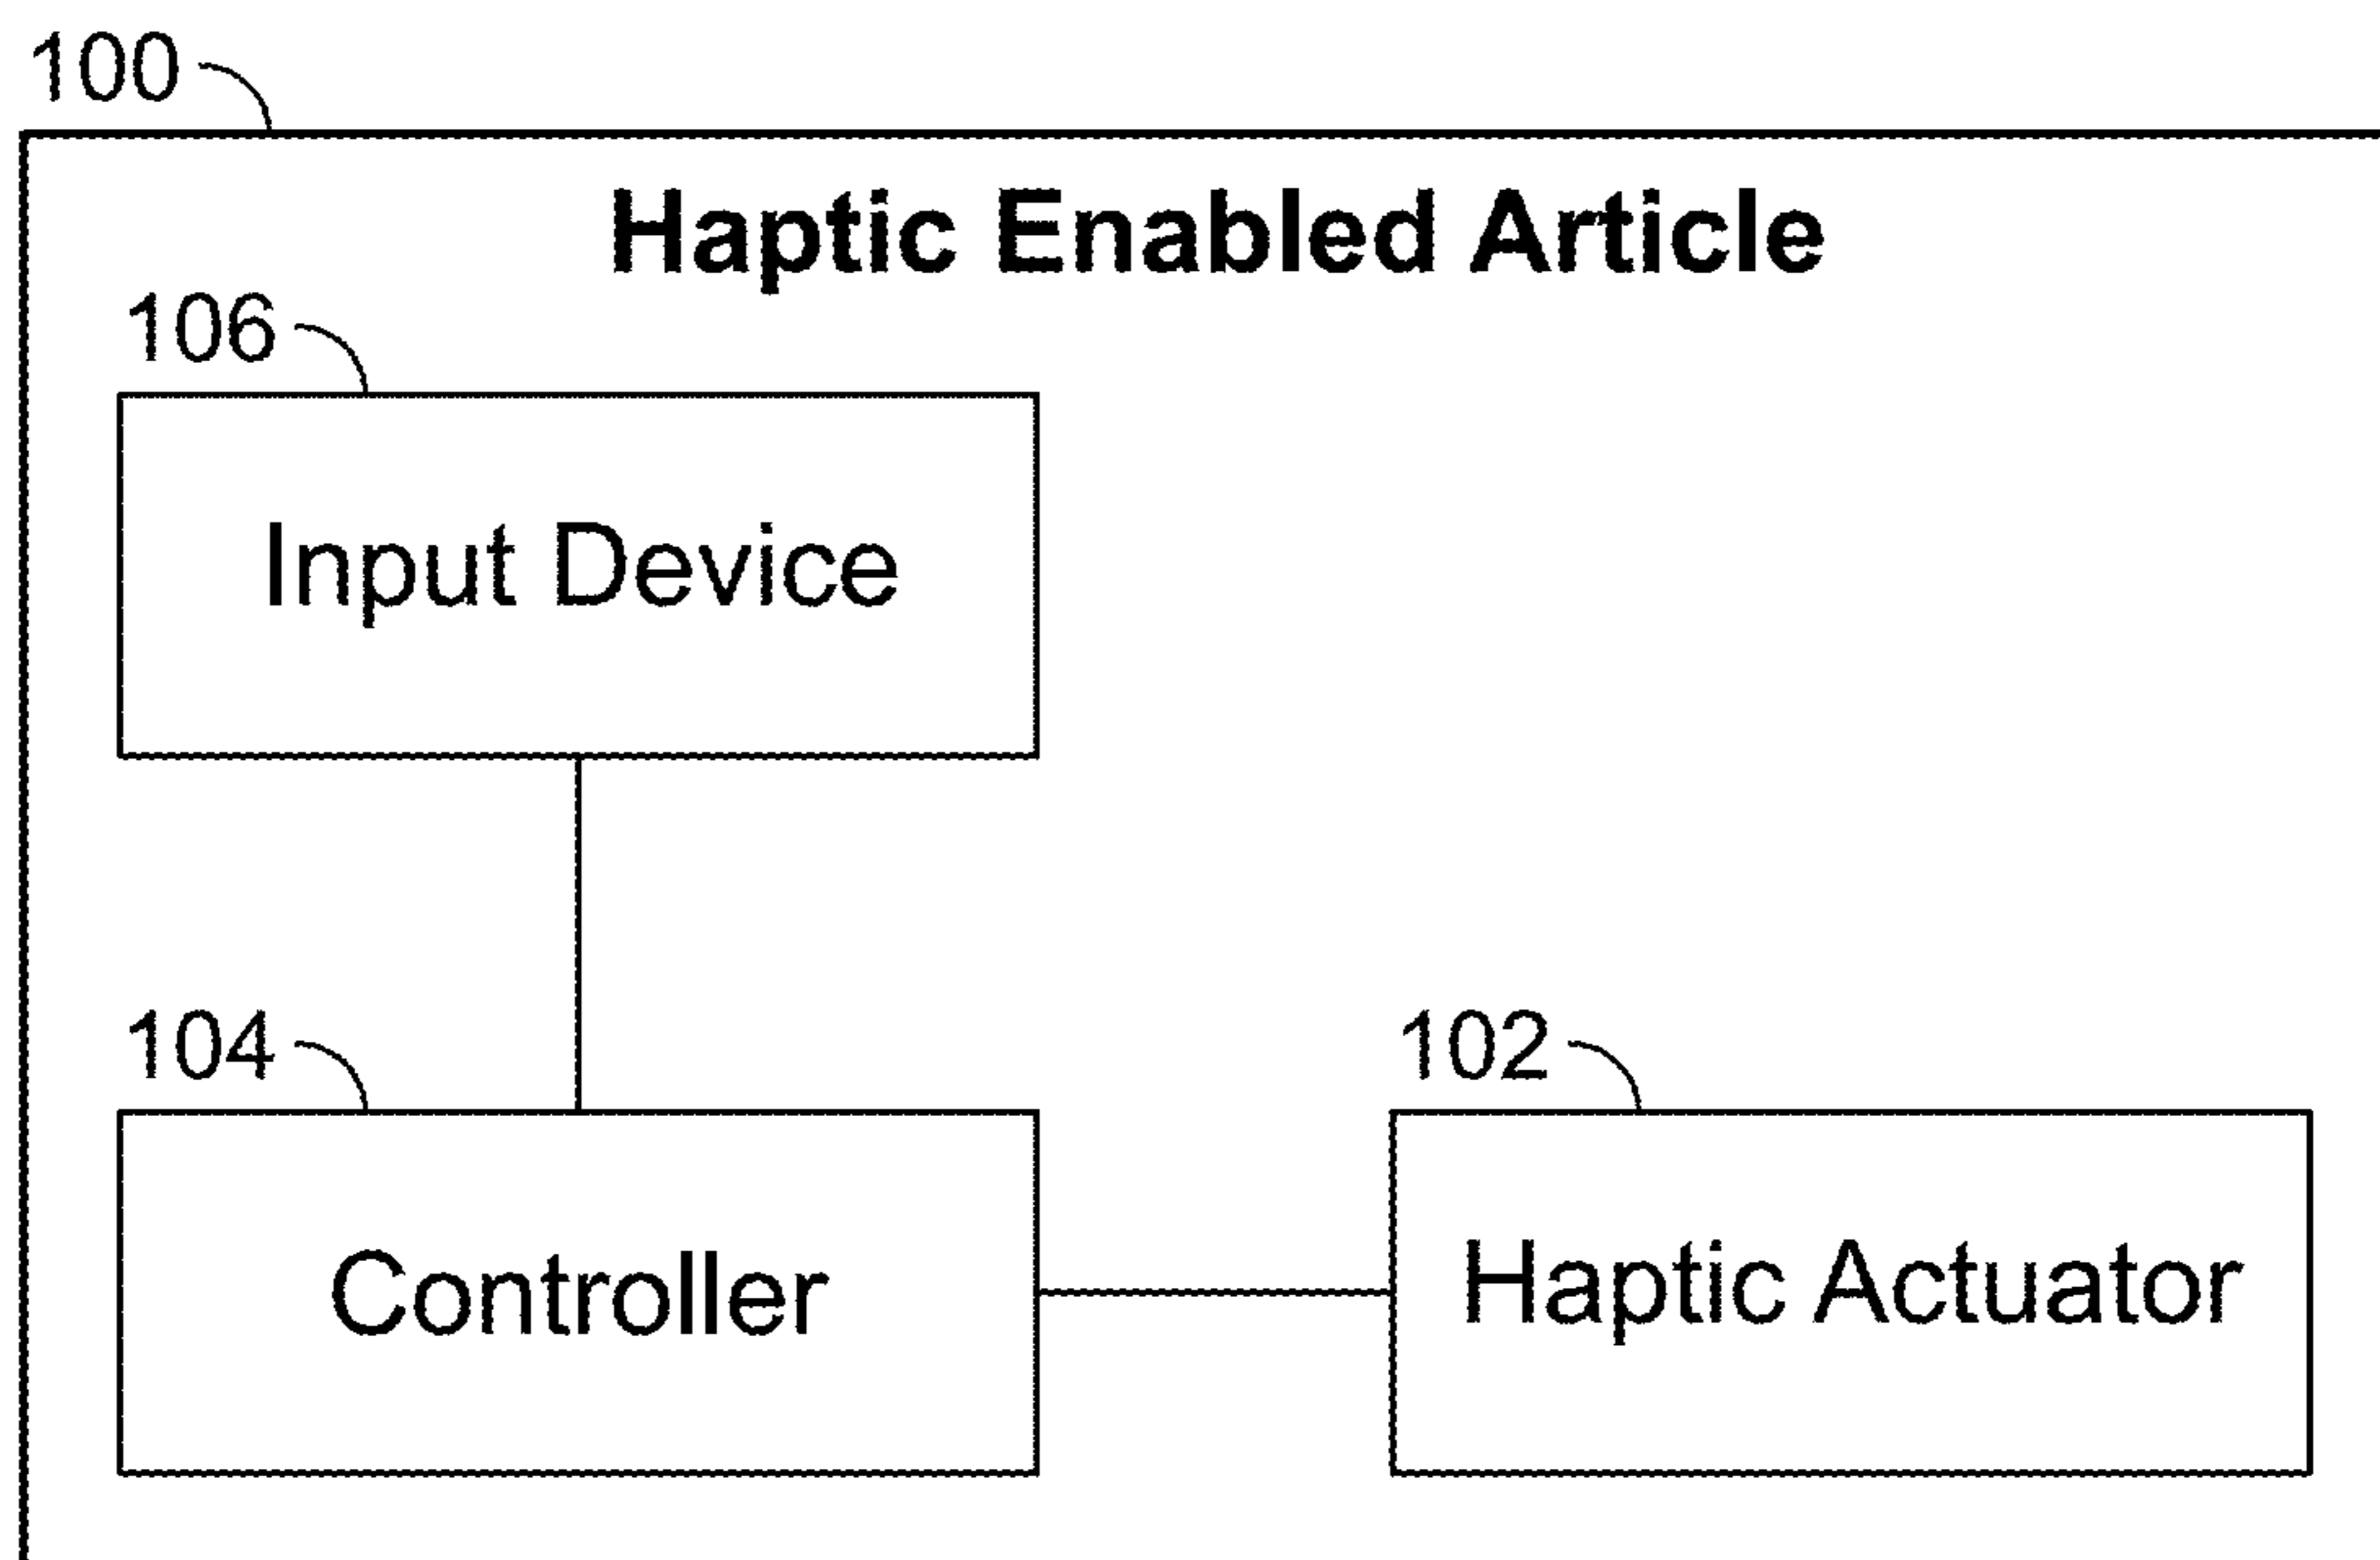 100
Haptic Enabled Article
106
Input Device
104
102
Controller
Haptic Actuator